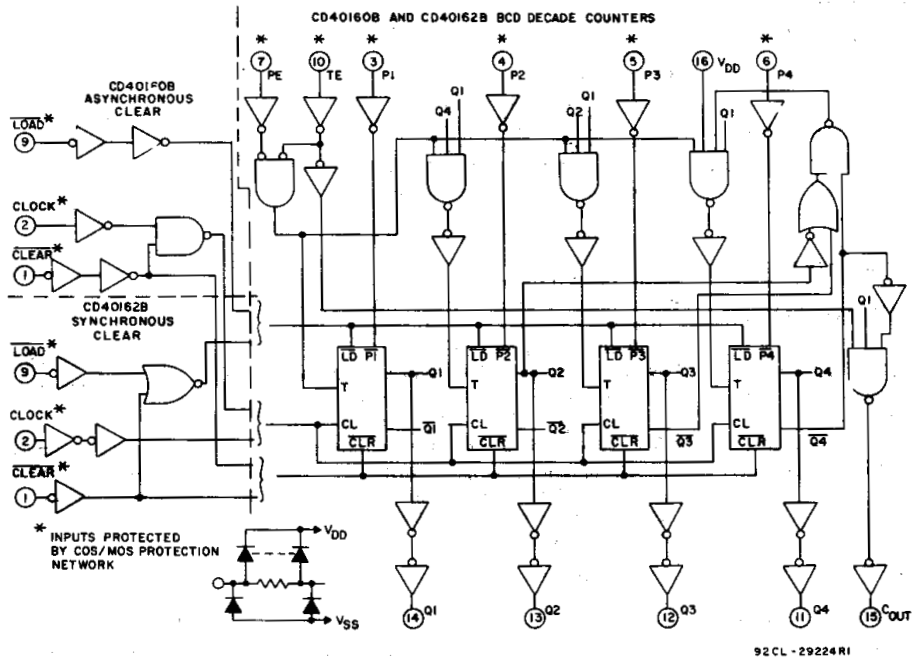 CD40160B AND CD40162B BCD DECADE COUNTERS
* * * * * *
7 10 3 4 5 16 VDD 6
PE TE P1 P2 P3 P4
CD40160B
ASYNCHRONOUS
CLEAR
LOAD*
9
Q4 Q1 Q2 Q1 Q1
CLOCK*
2
CLEAR*
1
CD40162B
SYNCHRONOUS
CLEAR
Q1
LOAD*
9
LD P1 LD P2 LD P3 LD P4
T Q1 T Q2 T Q3 T Q4
CLOCK*
2
CL Q1 CL Q2 CL Q3 CL Q4
CLR CLR CLR CLR
CLEAR*
1
* INPUTS PROTECTED
BY COS/MOS PROTECTION
NETWORK
VDD
VSS
14 Q1 13 Q2 12 Q3 11 Q4 15 COUT
92CL-29224R1